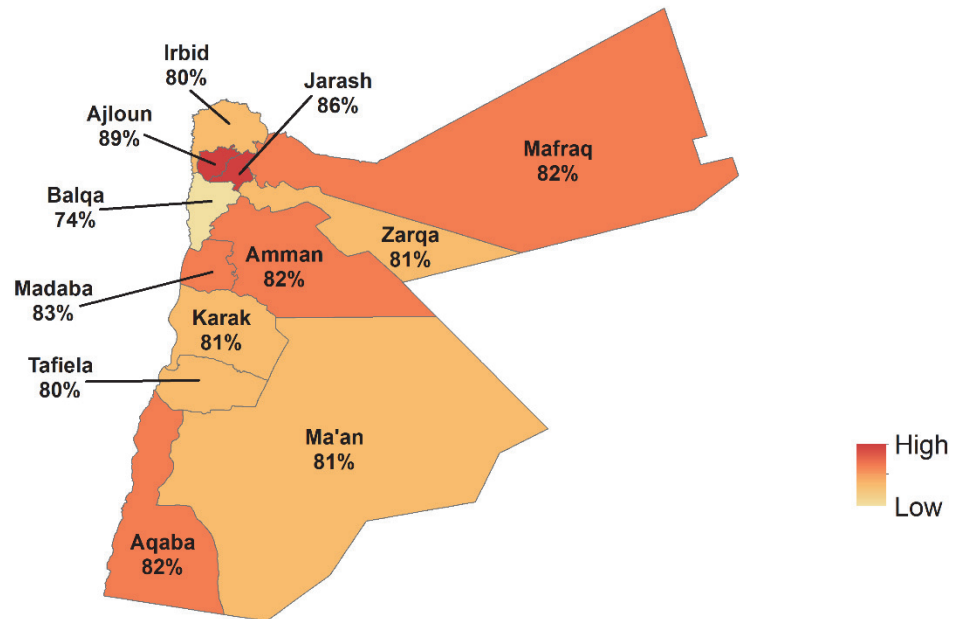 Irbid
80%
Jarash
86%
Ajloun
89%
Mafraq
82%
Balqa
74%
Zarqa
81%
Amman
82%
Madaba
83%
Karak
81%
Tafiela
80%
Ma'an
81%
High
Low
Aqaba
82%